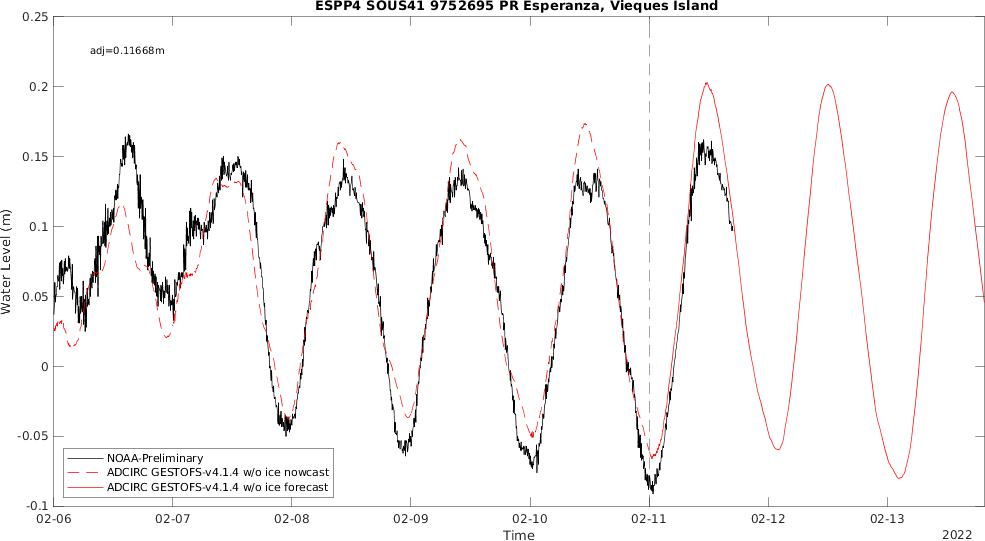 ESPP4 SOUS41 9752695 PR Esperanza, Vieques Island
0.25
adj=0.11668m
0.2
0.15
0.1
0.05
0
-0.05
-0.1
Water Level (m)
NOAA-Preliminary
ADCIRC GESTOFS-v4.1.4 w/o ice nowcast
ADCIRC GESTOFS-v4.1.4 w/o ice forecast
02-06 02-07 02-08 02-09 02-10 02-11 02-12 02-13
Time
2022